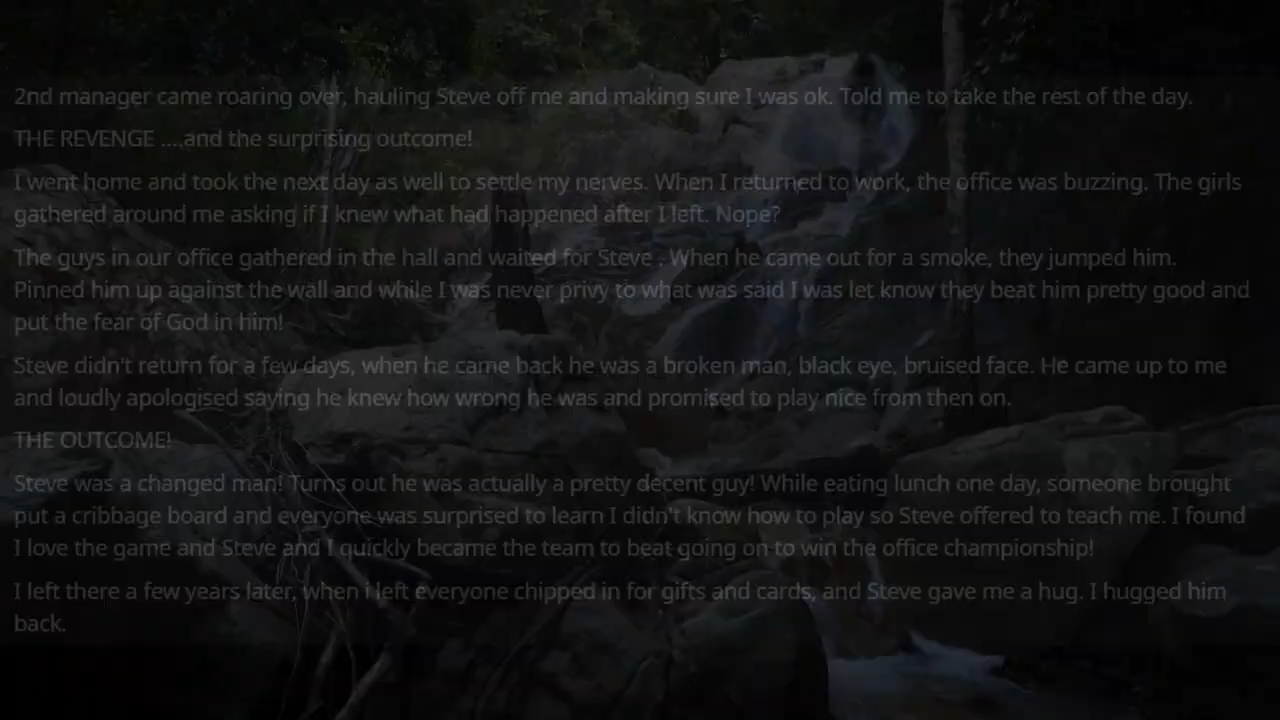 2nd manager came roaring over, hauling Steve off me and making sure I was ok. Told me to take the rest of the day.
THE REVENGE ....and the surprising outcome!
I went home and took the next day as well to settle my nerves. When I returned to work, the office was buzzing. The girls
gathered around me asking if I knew what had happened after I left. Nope?
The guys in our office gathered in the hall and waited for Steve . When he came out for a smoke, they jumped him.
Pinned him up against the wall and while I was never privy to what was said I was let know they beat him pretty good and
put the fear of God in him!
Steve didn't return for a few days, when he came back he was a broken man, black eye, bruised face. He came up to me
and loudly apologised saying he knew how wrong he was and promised to play nice from then on.
THE OUTCOME!
Steve was a changed man! Turns out he was actually a pretty decent guy! While eating lunch one day, someone brought
put a cribbage board and everyone was surprised to learn I didn't know how to play so Steve offered to teach me. I found
I love the game and Steve and I quickly became the team to beat going on to win the office championship!
I left there a few years later, when i left everyone chipped in for gifts and cards, and Steve gave me a hug. I hugged him
back.